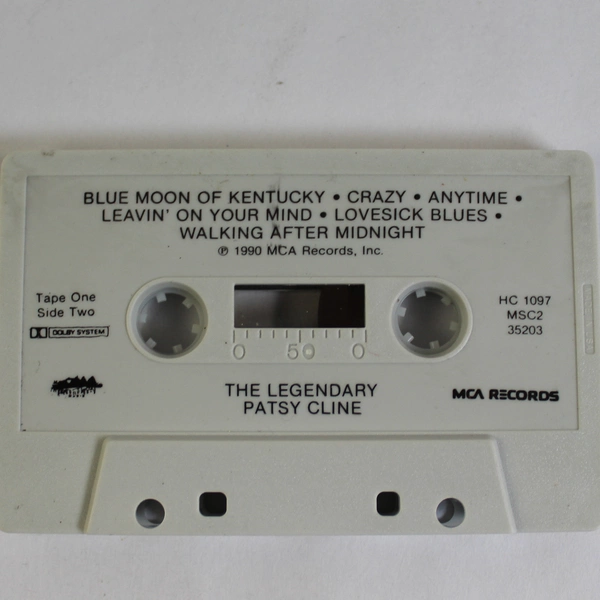 BLUE MOON OF KENTUCKY • CRAZY • ANYTIME •
LEAVIN' ON YOUR MIND • LOVESICK BLUES •
WALKING AFTER MIDNIGHT
℗ 1990 MCA Records, Inc.
Tape One
Side Two
DOLBY SYSTEM
HC 1097
MSC2
35203
0 50 0
THE LEGENDARY
PATSY CLINE
MCA RECORDS